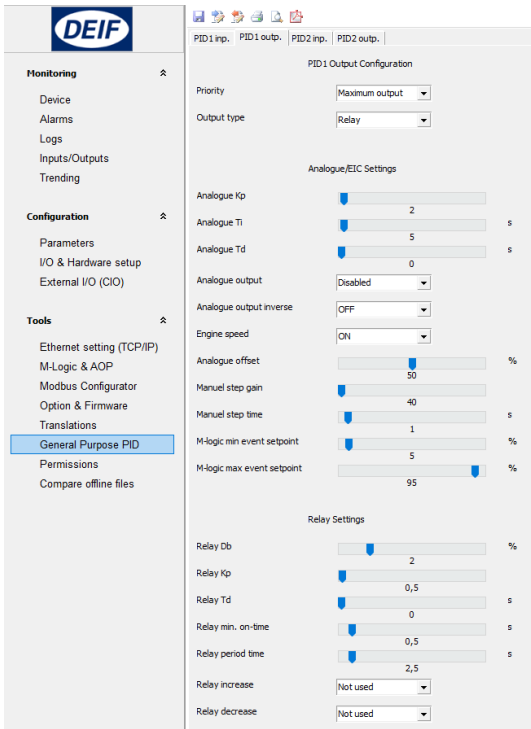 DEIF
Monitoring
Device
Alarms
Logs
Inputs/Outputs
Trending
Configuration
Parameters
I/O & Hardware setup
External I/O (CIO)
Tools
Ethernet setting (TCP/IP)
M-Logic & AOP
Modbus Configurator
Option & Firmware
Translations
General Purpose PID
Permissions
Compare offline files
PID1 inp. PID1 outp. PID2 inp. PID2 outp.
PID1 Output Configuration
Priority Maximum output
Output type Relay
Analogue/EIC Settings
Analogue Kp
2
Analogue Ti s
5
Analogue Td s
0
Analogue output Disabled
Analogue output inverse OFF
Engine speed ON
Analogue offset %
50
Manuel step gain
40
Manuel step time s
1
M-logic min event setpoint %
5
M-logic max event setpoint %
95
Relay Settings
Relay Db %
2
Relay Kp
0,5
Relay Td s
0
Relay min. on-time s
0,5
Relay period time s
2,5
Relay increase Not used
Relay decrease Not used